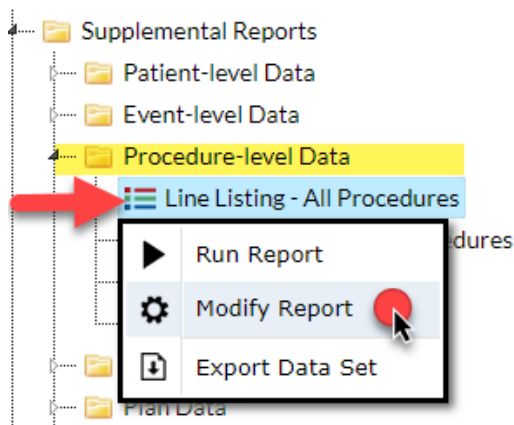 Supplemental Reports
Patient-level Data
Event-level Data
Procedure-level Data
Line Listing - All Procedures
Run Report
Modify Report
Export Data Set
Plan Data